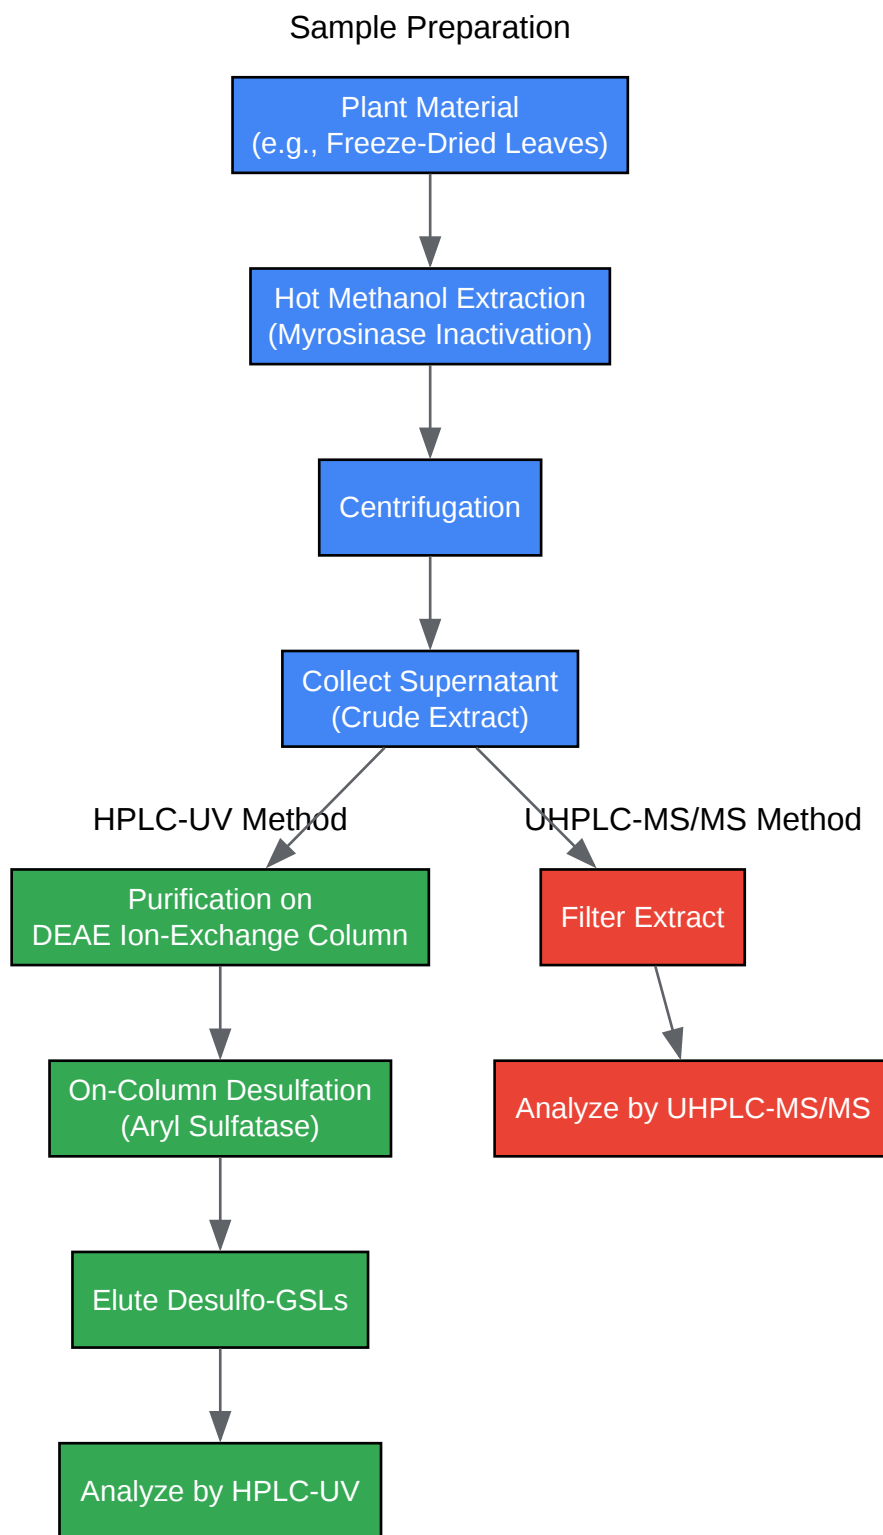 Sample Preparation
Plant Material
(e.g., Freeze-Dried Leaves)
Hot Methanol Extraction
(Myrosinase Inactivation)
Centrifugation
Collect Supernatant
(Crude Extract)
HPLC-UV Method
Purification on
DEAE Ion-Exchange Column
On-Column Desulfation
(Aryl Sulfatase)
Elute Desulfo-GSLs
Analyze by HPLC-UV
UHPLC-MS/MS Method
Filter Extract
Analyze by UHPLC-MS/MS